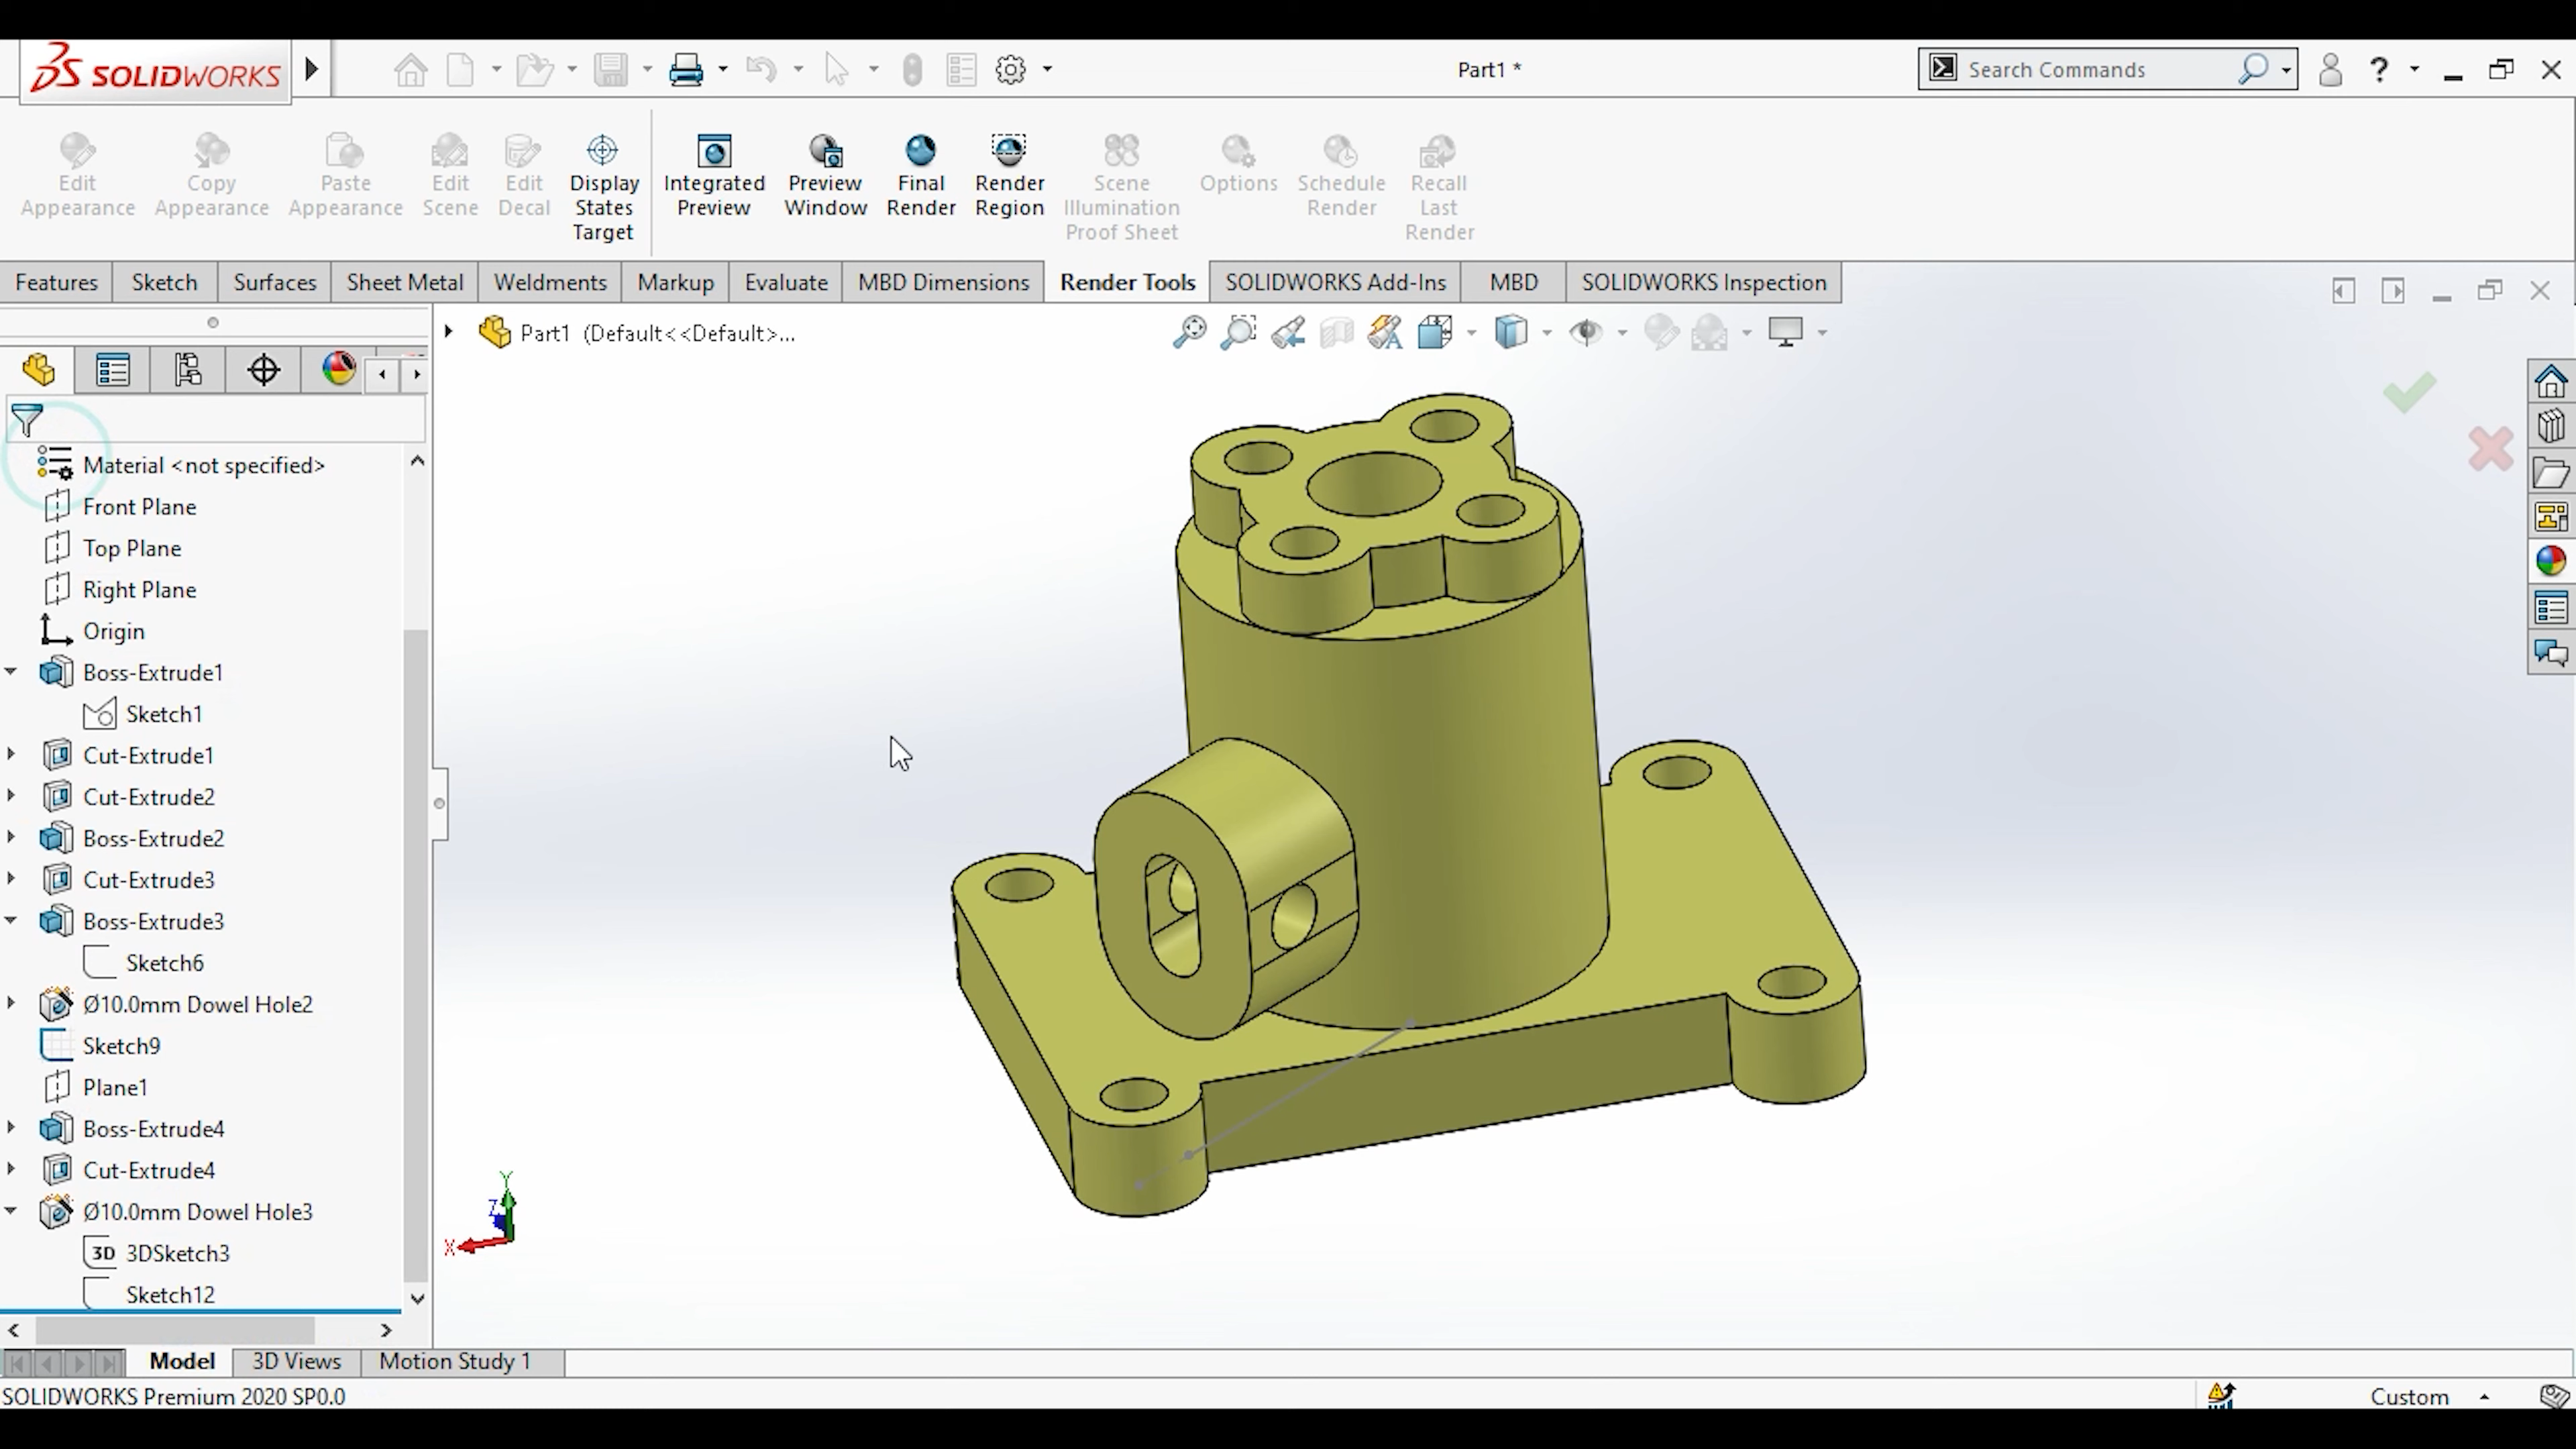 SOLIDWORKS
Part1 *
Search Commands
?
Edit Appearance
Copy Appearance
Paste Appearance
Edit Scene
Edit Decal
Display States Target
Integrated Preview
Preview Window
Final Render
Render Region
Scene Illumination Proof Sheet
Options
Schedule Render
Recall Last Render
Features
Sketch
Surfaces
Sheet Metal
Weldments
Markup
Evaluate
MBD Dimensions
Render Tools
SOLIDWORKS Add-Ins
MBD
SOLIDWORKS Inspection
Part1 (Default<<Default>...
Material <not specified>
Front Plane
Top Plane
Right Plane
Origin
Boss-Extrude1
Sketch1
Cut-Extrude1
Cut-Extrude2
Boss-Extrude2
Cut-Extrude3
Boss-Extrude3
Sketch6
Ø10.0mm Dowel Hole2
Sketch9
Plane1
Boss-Extrude4
Cut-Extrude4
Ø10.0mm Dowel Hole3
3D 3DSketch3
Sketch12
Y
Z
X
Model
3D Views
Motion Study 1
SOLIDWORKS Premium 2020 SP0.0
Custom